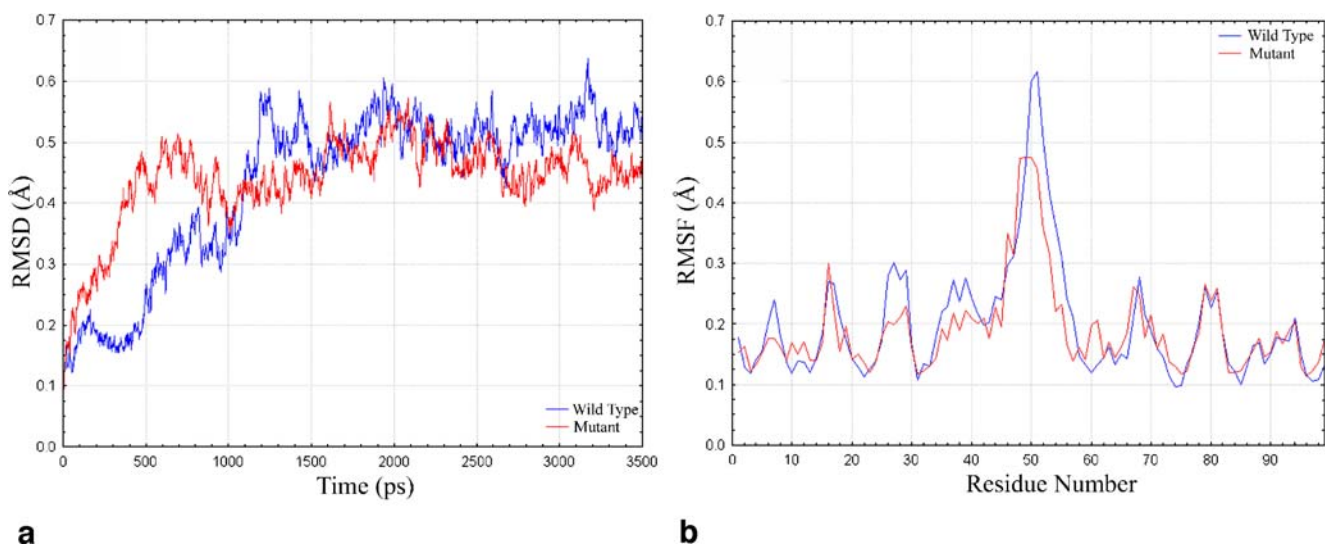 0.7
0.6
0.5
0.4
0.3
0.2
0.1
0.0
RMSD (Å)
Wild Type
Mutant
0 500 1000 1500 2000 2500 3000 3500
Time (ps)
a
0.7
0.6
0.5
0.4
0.3
0.2
0.1
0.0
RMSF (Å)
Wild Type
Mutant
0 10 20 30 40 50 60 70 80 90
Residue Number
b